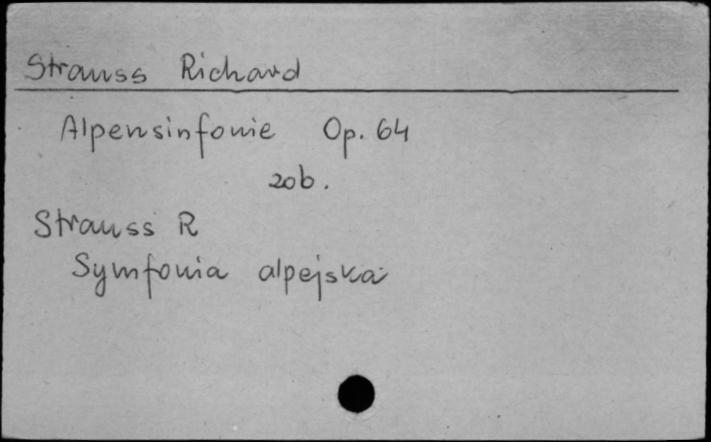 Strauss Richard
Alpensinfonie Op. 64
zob.
Strauss R
Symfonia alpejska